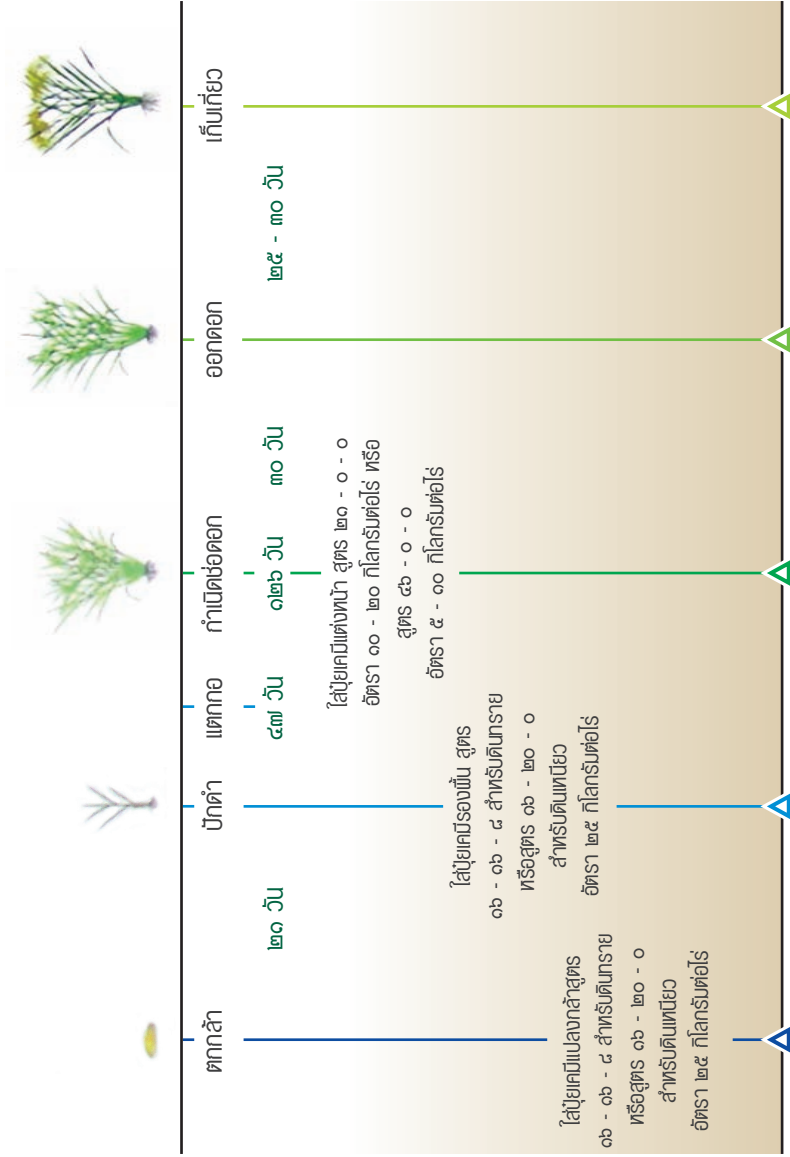 ตกกล้า
ปักดำ
แตกกอ
กำเนิดช่อดอก
ออกดอก
เก็บเกี่ยว
๒๑ วัน
๔๗ วัน
๑๒๖ วัน
๓๐ วัน
๒๕ - ๓๐ วัน
ใส่ปุ๋ยเคมีแปลงกล้าสูตร
๑๖ - ๑๖ - ๘ สำหรับดินทราย
หรือสูตร ๑๖ - ๒๐ - ๐
สำหรับดินเหนียว
อัตรา ๒๕ กิโลกรัมต่อไร่
ใส่ปุ๋ยเคมีรองพื้น สูตร
๑๖ - ๑๖ - ๘ สำหรับดินทราย
หรือสูตร ๑๖ - ๒๐ - ๐
สำหรับดินเหนียว
อัตรา ๒๕ กิโลกรัมต่อไร่
ใส่ปุ๋ยเคมีแต่งหน้า สูตร ๒๑ - ๐ - ๐
อัตรา ๑๐ - ๒๐ กิโลกรัมต่อไร่ หรือ
สูตร ๔๖ - ๐ - ๐
อัตรา ๕ - ๑๐ กิโลกรัมต่อไร่